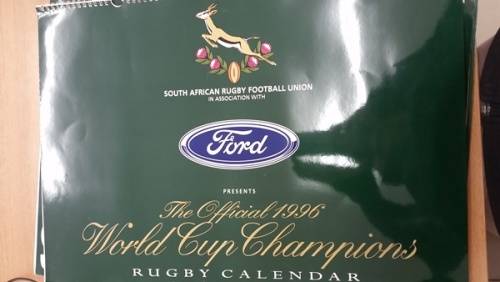 SOUTH AFRICAN RUGBY FOOTBALL UNION
IN ASSOCIATION WITH
Ford
PRESENTS
The Official 1996
World Cup Champions
RUGBY CALENDAR